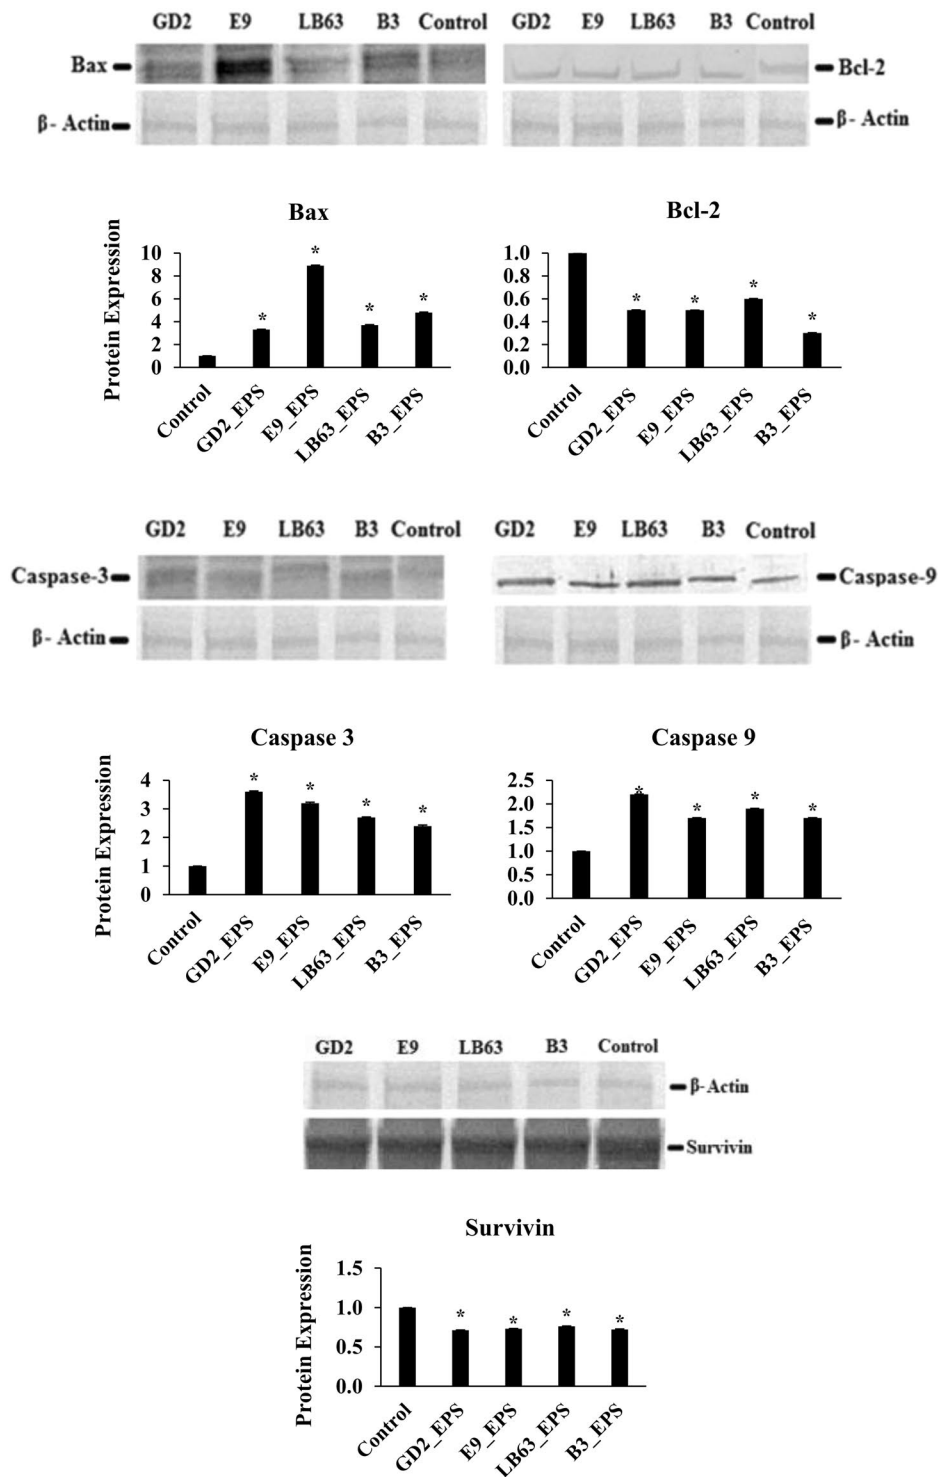 GD2 E9 LB63 B3 Control GD2 E9 LB63 B3 Control
Bax Bcl-2
β- Actin β- Actin
Bax Bcl-2
Protein Expression
10 8 6 4 2 0
* * * *
Control GD2_EPS E9_EPS LB63_EPS B3_EPS
1.0 0.8 0.6 0.4 0.2 0.0
* * * *
Control GD2_EPS E9_EPS LB63_EPS B3_EPS
GD2 E9 LB63 B3 Control GD2 E9 LB63 B3 Control
Caspase-3 Caspase-9
β- Actin β- Actin
Caspase 3 Caspase 9
Protein Expression
4 3 2 1 0
* * * *
Control GD2_EPS E9_EPS LB63_EPS B3_EPS
2.5 2.0 1.5 1.0 0.5 0.0
* * * *
Control GD2_EPS E9_EPS LB63_EPS B3_EPS
GD2 E9 LB63 B3 Control
β-Actin
Survivin
Survivin
Protein Expression
1.5 1.0 0.5 0.0
* * * *
Control GD2_EPS E9_EPS LB63_EPS B3_EPS